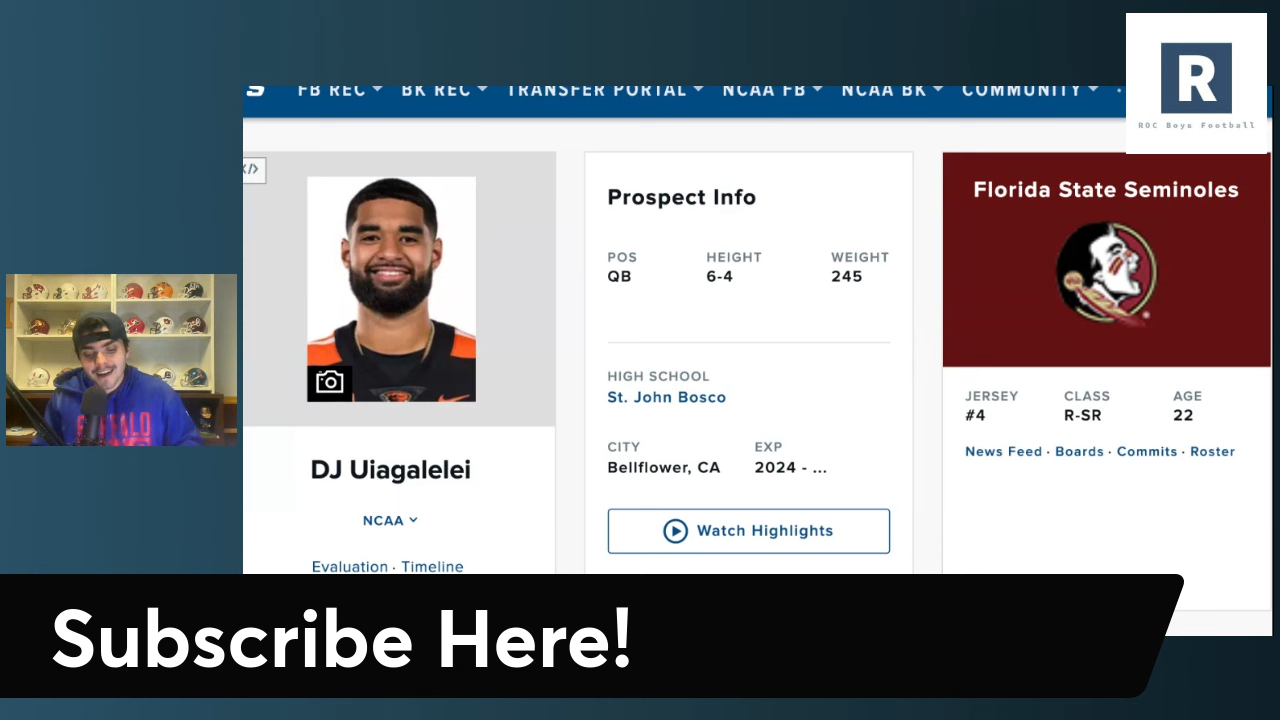 R
ROC Boys Football
FB REC BK REC TRANSFER PORTAL NCAA FB NCAA BK COMMUNITY
</>
Prospect Info
POS HEIGHT WEIGHT
QB 6-4 245
HIGH SCHOOL
St. John Bosco
CITY EXP
Bellflower, CA 2024 - ...
Watch Highlights
Florida State Seminoles
JERSEY CLASS AGE
#4 R-SR 22
News Feed · Boards · Commits · Roster
DJ Uiagalelei
NCAA
Evaluation · Timeline
Subscribe Here!